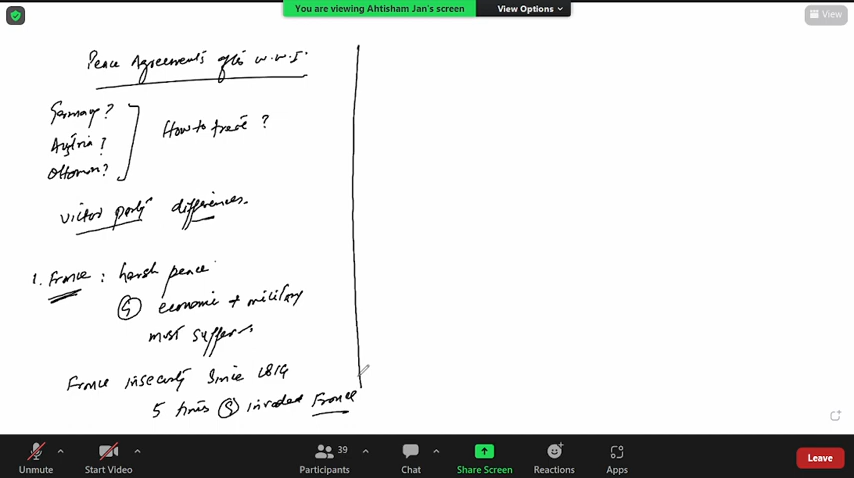 You are viewing Ahtisham Jan's screen
View Options
View
Peace Agreements after W.W.I.
Germany?
Austria?
Ottoman?
How to treat?
victor party differences.
1. France: harsh peace
G economic + military
must suffer
France insecurity since 1814
5 times G invaded France
Unmute
Start Video
39
Participants
Chat
Share Screen
Reactions
Apps
Leave